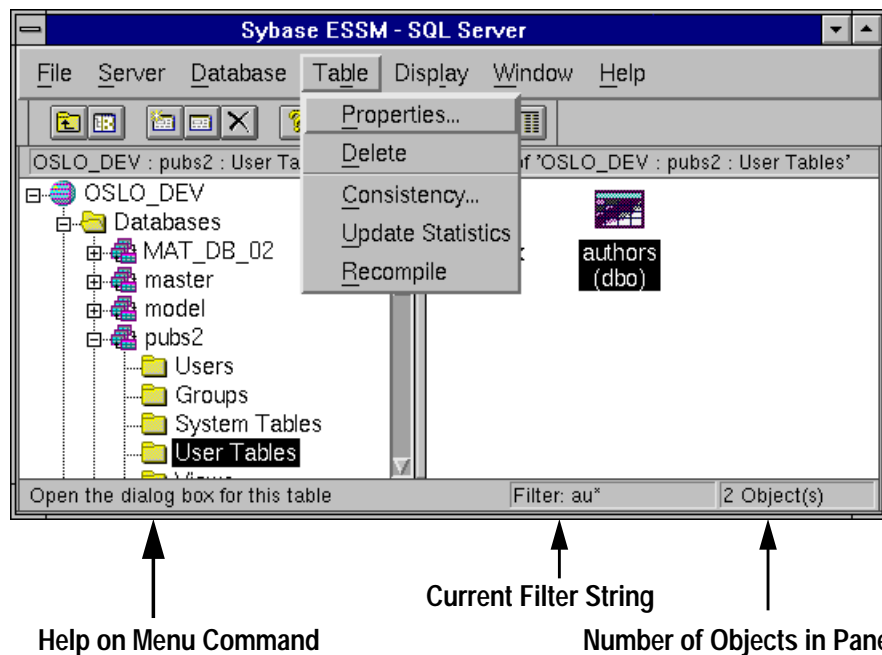 Sybase ESSM - SQL Server
File Server Database Table Display Window Help
Properties...
Delete
Consistency...
Update Statistics
Recompile
OSLO_DEV : pubs2 : User Ta
of 'OSLO_DEV : pubs2 : User Tables'
OSLO_DEV
Databases
MAT_DB_02
master
model
pubs2
Users
Groups
System Tables
User Tables
Views
authors
(dbo)
Open the dialog box for this table
Filter: au*
2 Object(s)
Current Filter String
Help on Menu Command
Number of Objects in Pane